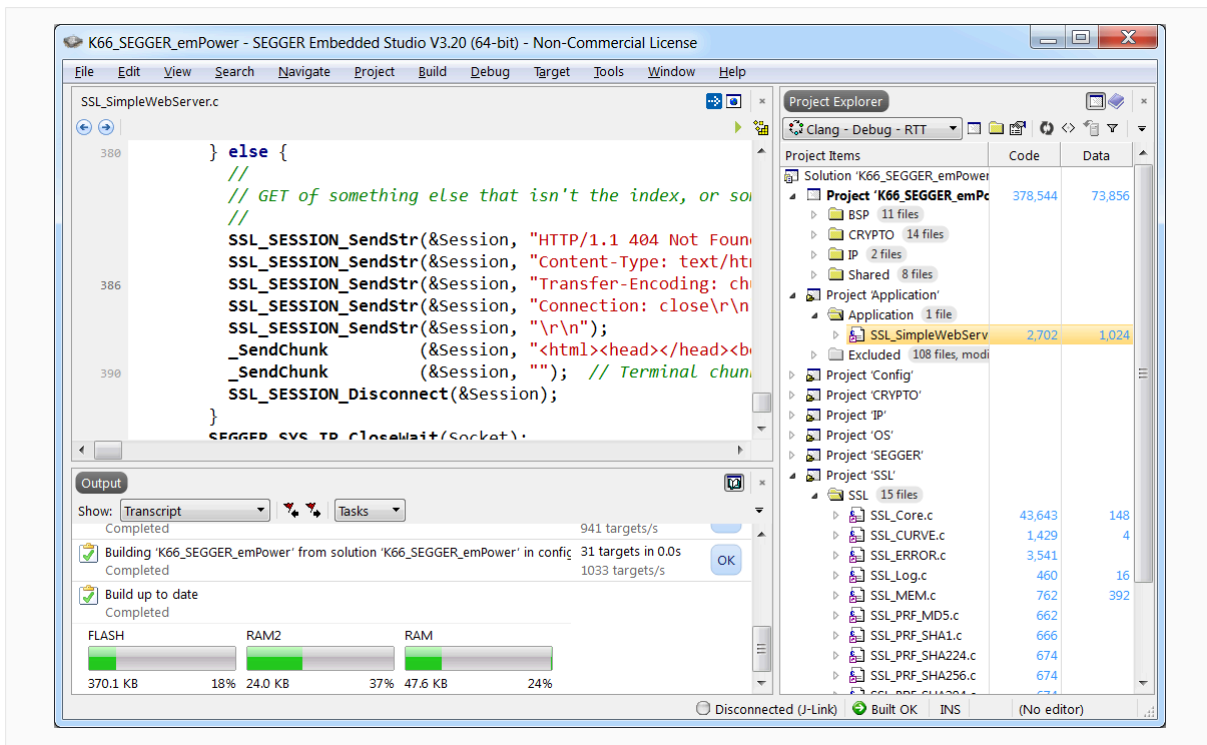 K66_SEGGER_emPower - SEGGER Embedded Studio V3.20 (64-bit) - Non-Commercial License
File Edit View Search Navigate Project Build Debug Target Tools Window Help
SSL_SimpleWebServer.c
380 } else {
//
// GET of something else that isn't the index, or
//
SSL_SESSION_SendStr(&Session, "HTTP/1.1 404 Not
SSL_SESSION_SendStr(&Session, "Content-Type:
386 SSL_SESSION_SendStr(&Session, "Transfer-Encoding:
SSL_SESSION_SendStr(&Session, "Connection: close\r\n
SSL_SESSION_SendStr(&Session, "\r\n");
_SendChunk (&Session, "<html><head></head>
390 _SendChunk (&Session, ""); // Terminal
SSL_SESSION_Disconnect(&Session);
}
SEGGER_SYS_IP_CloseWait(Socket);
Output
Show: Transcript Tasks
Completed 941 targets/s
Building 'K66_SEGGER_emPower' from solution 'K66_SEGGER_emPower' in config 31 targets in 0.0s
Completed 1033 targets/s
OK
Build up to date
Completed
FLASH RAM2 RAM
370.1 KB 18% 24.0 KB 37% 47.6 KB 24%
Project Explorer
Clang - Debug - RTT
Project Items Code Data
Solution 'K66_SEGGER_emPower
Project 'K66_SEGGER_emPo 378,544 73,856
BSP 11 files
CRYPTO 14 files
IP 2 files
Shared 8 files
Project 'Application'
Application 1 file
SSL_SimpleWebServ 2,702 1,024
Excluded 108 files, modi
Project 'Config'
Project 'CRYPTO'
Project 'IP'
Project 'OS'
Project 'SEGGER'
Project 'SSL'
SSL 15 files
SSL_Core.c 43,643 148
SSL_CURVE.c 1,429 4
SSL_ERROR.c 3,541
SSL_Log.c 460 16
SSL_MEM.c 762 392
SSL_PRF_MD5.c 662
SSL_PRF_SHA1.c 666
SSL_PRF_SHA224.c 674
SSL_PRF_SHA256.c 674
Disconnected (J-Link) Built OK INS (No editor)